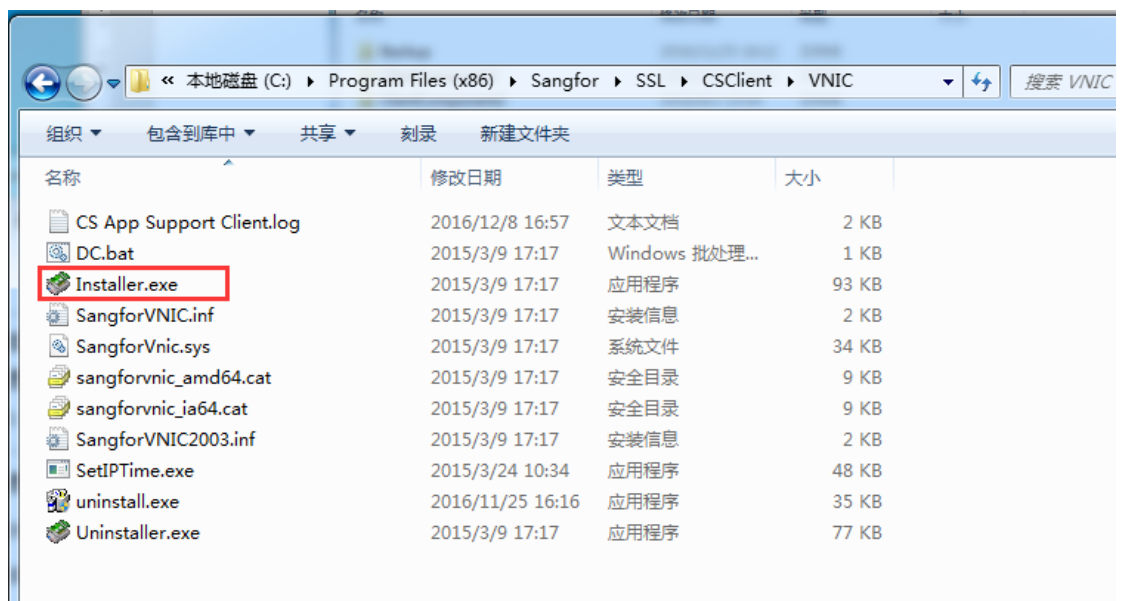 « 本地磁盘 (C:) ▸ Program Files (x86) ▸ Sangfor ▸ SSL ▸ CSClient ▸ VNIC 搜索 VNIC
组织 ▼ 包含到库中 ▼ 共享 ▼ 刻录 新建文件夹
名称 修改日期 类型 大小
CS App Support Client.log 2016/12/8 16:57 文本文档 2 KB
DC.bat 2015/3/9 17:17 Windows 批处理... 1 KB
Installer.exe 2015/3/9 17:17 应用程序 93 KB
SangforVNIC.inf 2015/3/9 17:17 安装信息 2 KB
SangforVnic.sys 2015/3/9 17:17 系统文件 34 KB
sangforvnic_amd64.cat 2015/3/9 17:17 安全目录 9 KB
sangforvnic_ia64.cat 2015/3/9 17:17 安全目录 9 KB
SangforVNIC2003.inf 2015/3/9 17:17 安装信息 2 KB
SetIPTime.exe 2015/3/24 10:34 应用程序 48 KB
uninstall.exe 2016/11/25 16:16 应用程序 35 KB
Uninstaller.exe 2015/3/9 17:17 应用程序 77 KB